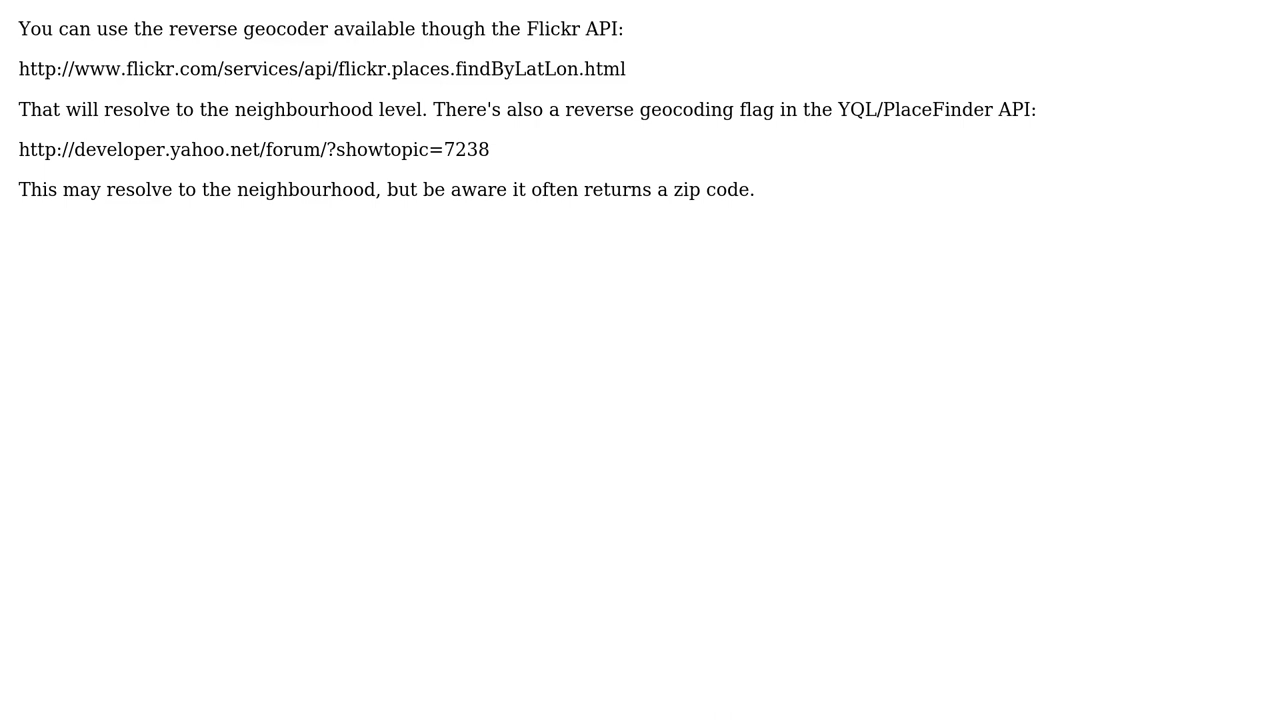 You can use the reverse geocoder available though the Flickr API:
http://www.flickr.com/services/api/flickr.places.findByLatLon.html
That will resolve to the neighbourhood level. There's also a reverse geocoding flag in the YQL/PlaceFinder API:
http://developer.yahoo.net/forum/?showtopic=7238
This may resolve to the neighbourhood, but be aware it often returns a zip code.